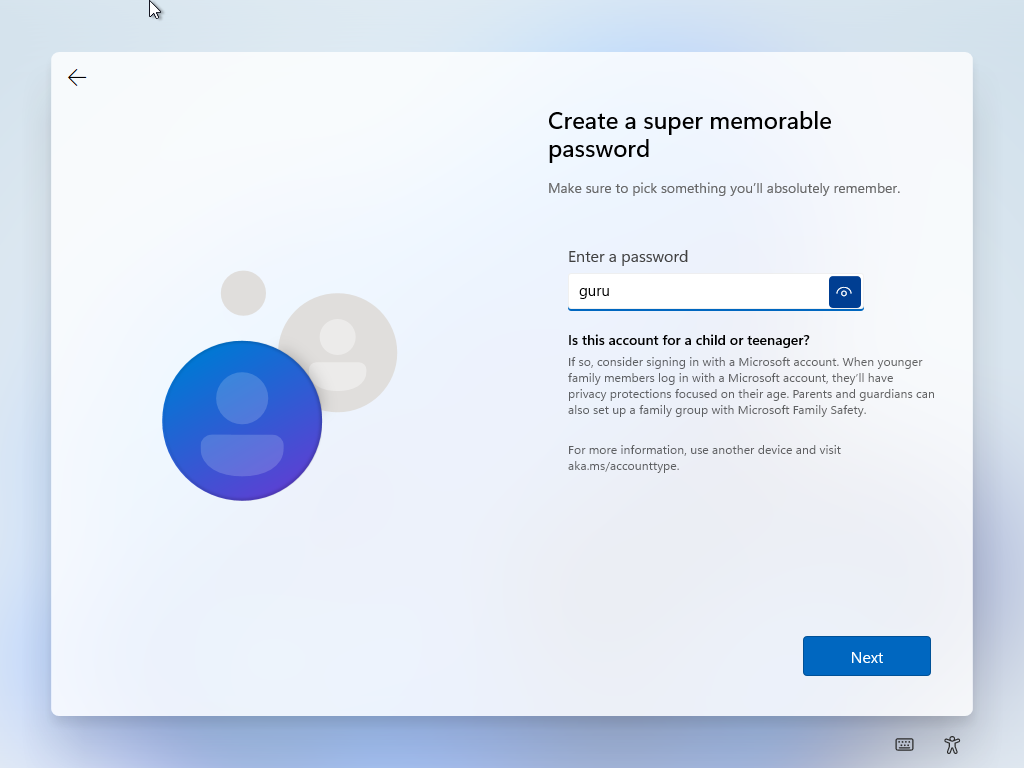 Create a super memorable
password
Make sure to pick something you'll absolutely remember.
Enter a password
guru
Is this account for a child or teenager?
If so, consider signing in with a Microsoft account. When younger
family members log in with a Microsoft account, they'll have
privacy protections focused on their age. Parents and guardians can
also set up a family group with Microsoft Family Safety.
For more information, use another device and visit
aka.ms/accounttype.
Next